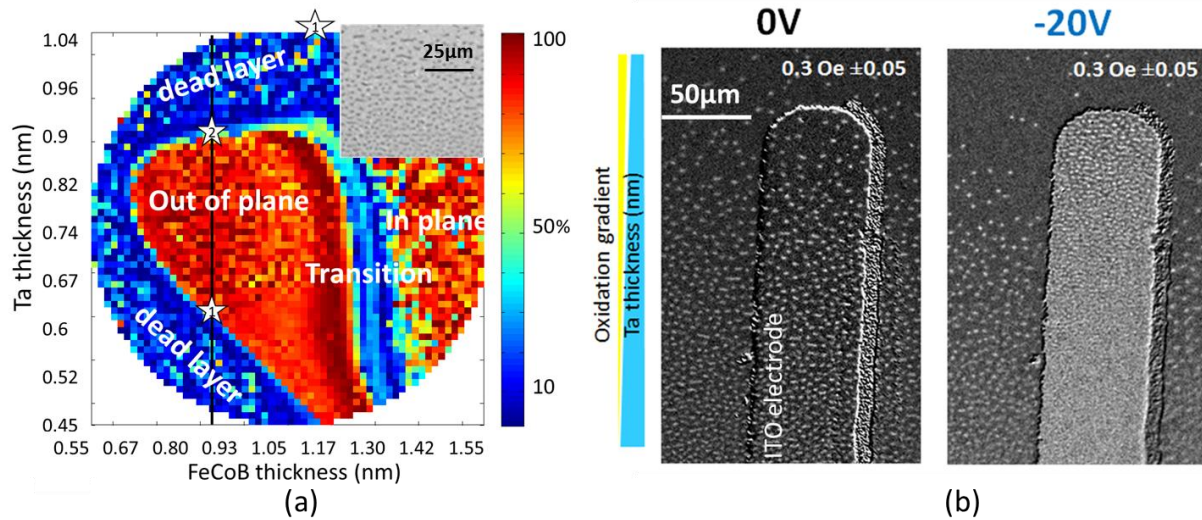 1.04
0.96
0.9
0.82
0.74
0.67
0.6
0.52
0.45
Ta thickness (nm)
0.55 0.67 0.80 0.93 1.05 1.17 1.30 1.42 1.55
FeCoB thickness (nm)
1
dead layer
25µm
2
Out of plane
In plane
Transition
1
dead layer
100
50%
10
(a)
0V
-20V
0.3 Oe ±0.05
0.3 Oe ±0.05
50µm
Oxidation gradient
Ta thickness (nm)
ITO electrode
(b)